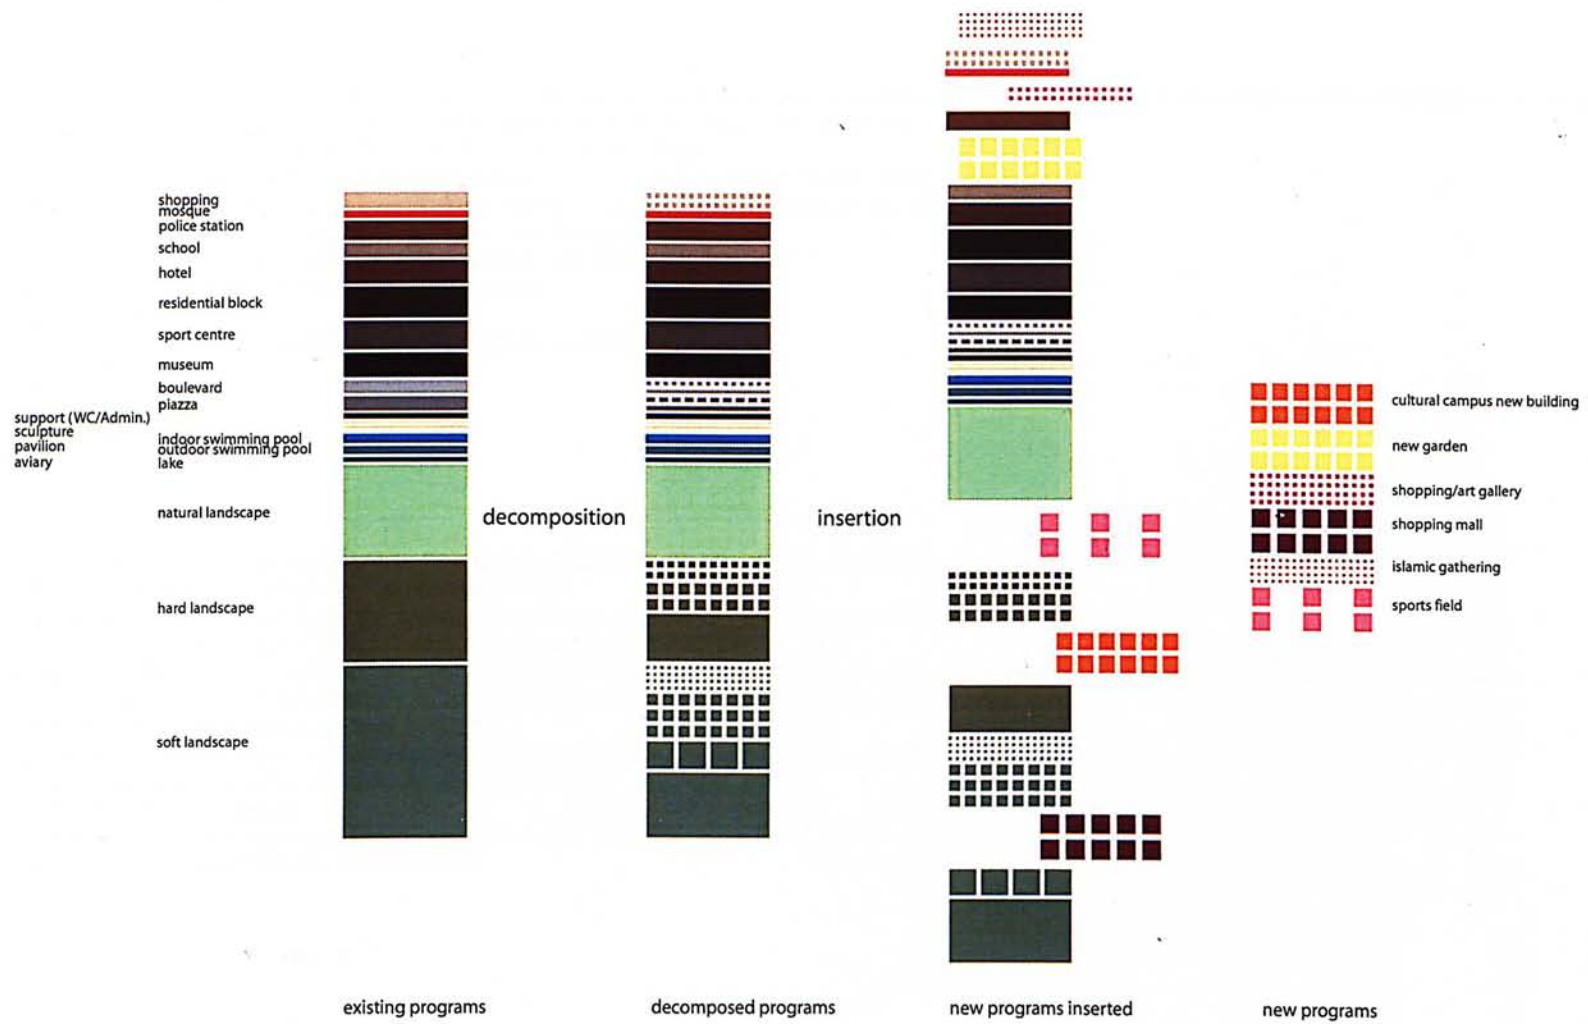 shopping
mosque
police station
school
hotel
residential block
sport centre
museum
boulevard
piazza
support (WC/Admin.)
sculpture
pavilion
aviary
indoor swimming pool
outdoor swimming pool
lake
natural landscape
hard landscape
soft landscape
decomposition
insertion
cultural campus new building
new garden
shopping/art gallery
shopping mall
islamic gathering
sports field
existing programs
decomposed programs
new programs inserted
new programs